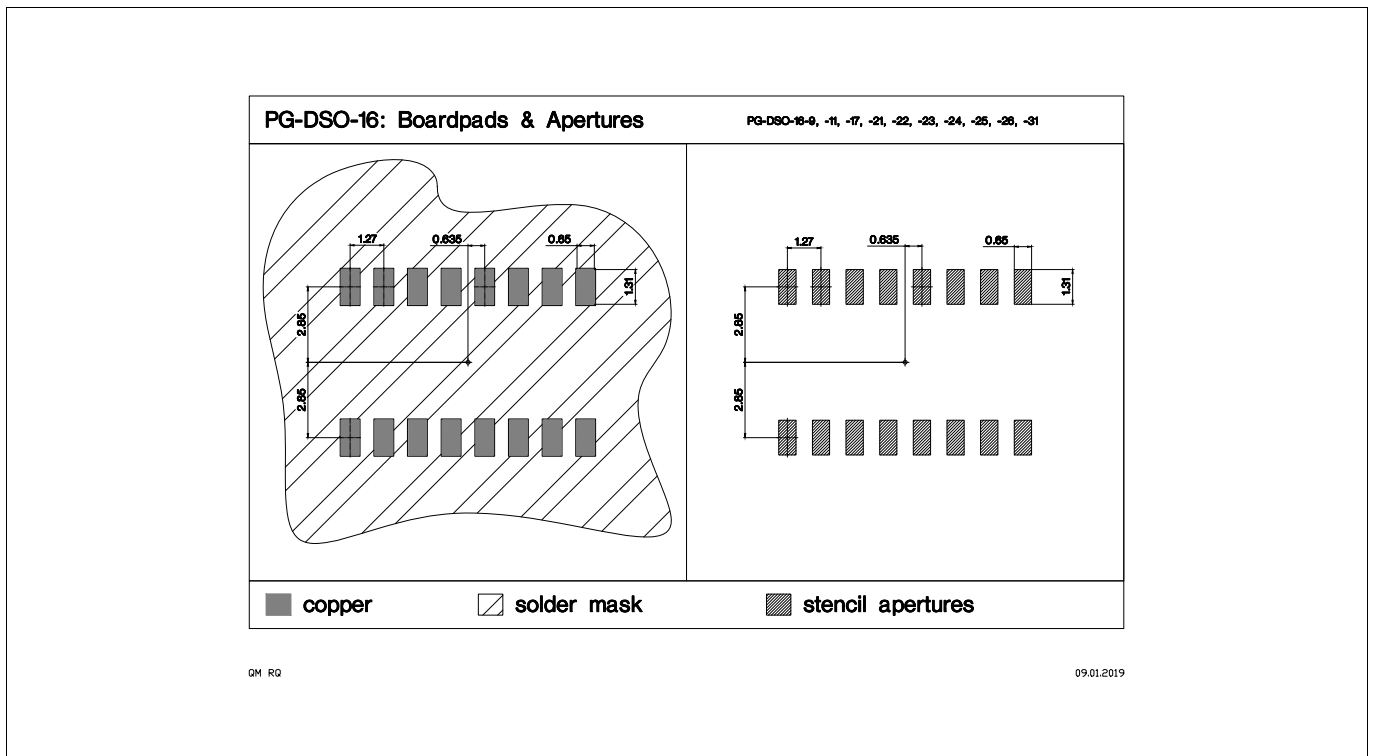 PG-DSO-16: Boardpads & Apertures
PG-DSO-16-9, -11, -17, -21, -22, -23, -24, -25, -26, -31
1.27
0.635
0.65
1.31
2.85
2.85
1.27
0.635
0.65
1.31
2.85
2.85
copper
solder mask
stencil apertures
QM RQ
09.01.2019